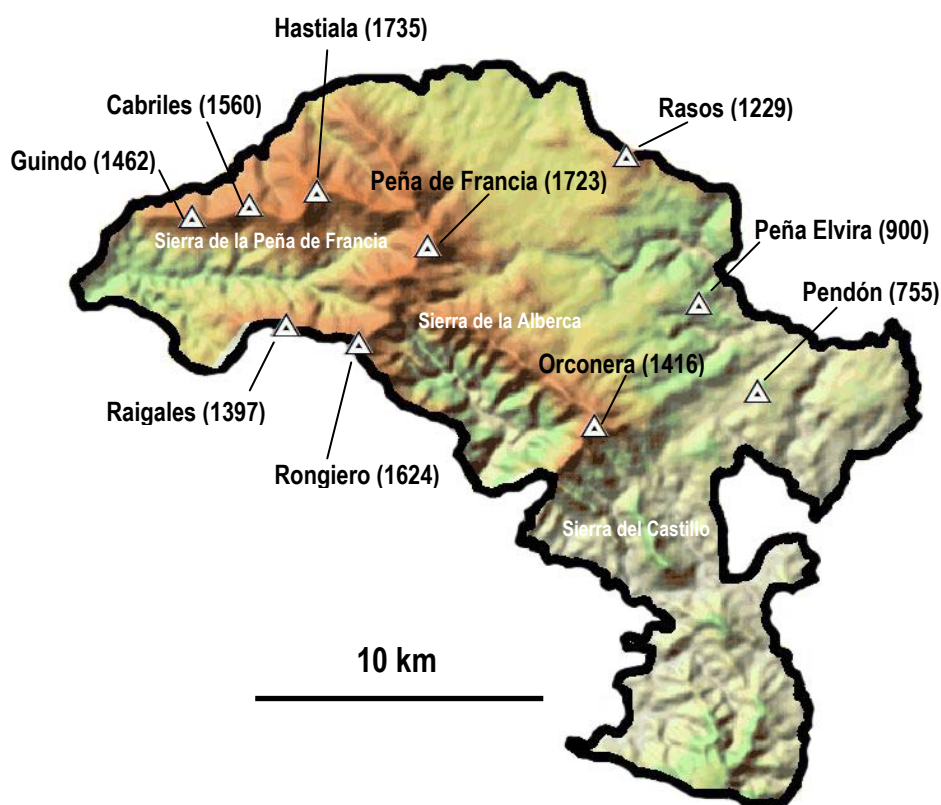 Hastiala (1735)
Cabriles (1560)
Rasos (1229)
Guindo (1462)
Peña de Francia (1723)
Peña Elvira (900)
Sierra de la Peña de Francia
Pendón (755)
Sierra de la Alberca
Orconera (1416)
Raigales (1397)
Rongiero (1624)
Sierra del Castillo
10 km